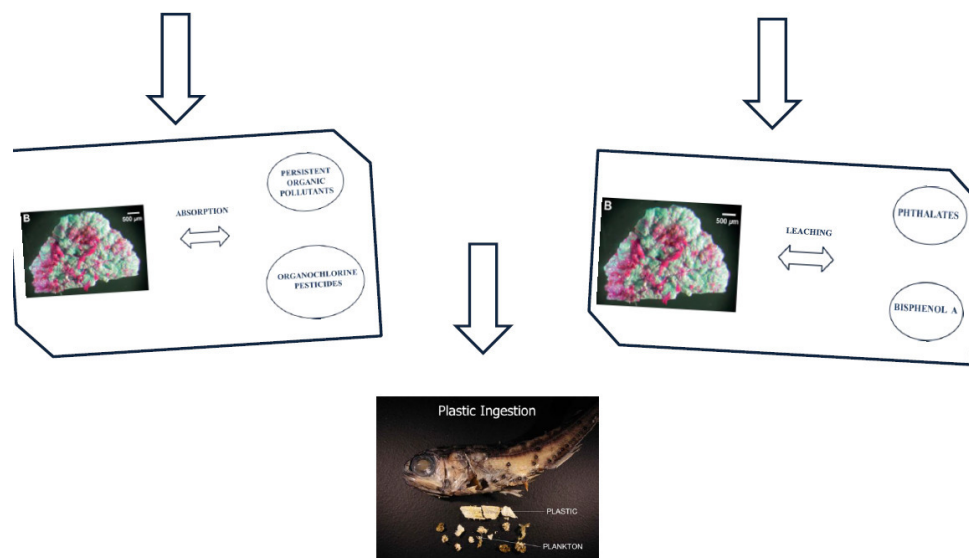 B
500 µm
ABSORPTION
PERSISTENT
ORGANIC
POLLUTANTS
ORGANOCHLORINE
PESTICIDES
B
500 µm
LEACHING
PHTHALATES
BISPHENOL A
Plastic Ingestion
PLASTIC
PLANKTON